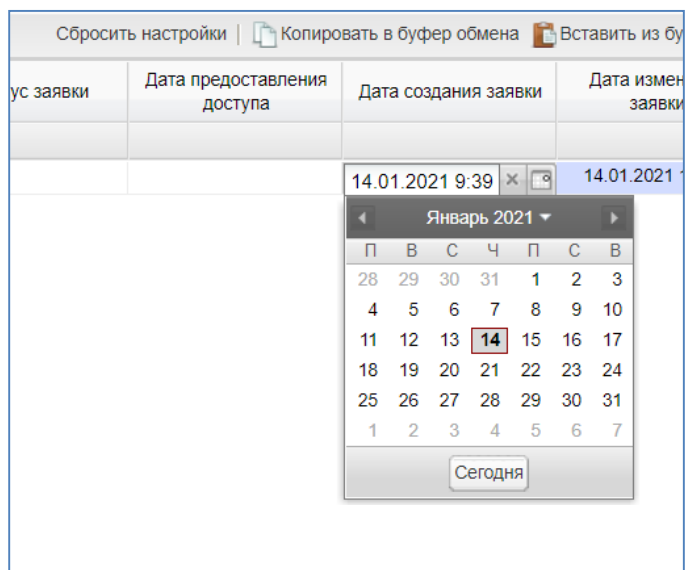 Сбросить настройки | Копировать в буфер обмена Вставить из бу
ус заявки Дата предоставления доступа Дата создания заявки Дата измен заявки
14.01.2021 9:39 14.01.2021 1
Январь 2021
П В С Ч П С В
28 29 30 31 1 2 3
4 5 6 7 8 9 10
11 12 13 14 15 16 17
18 19 20 21 22 23 24
25 26 27 28 29 30 31
1 2 3 4 5 6 7
Сегодня